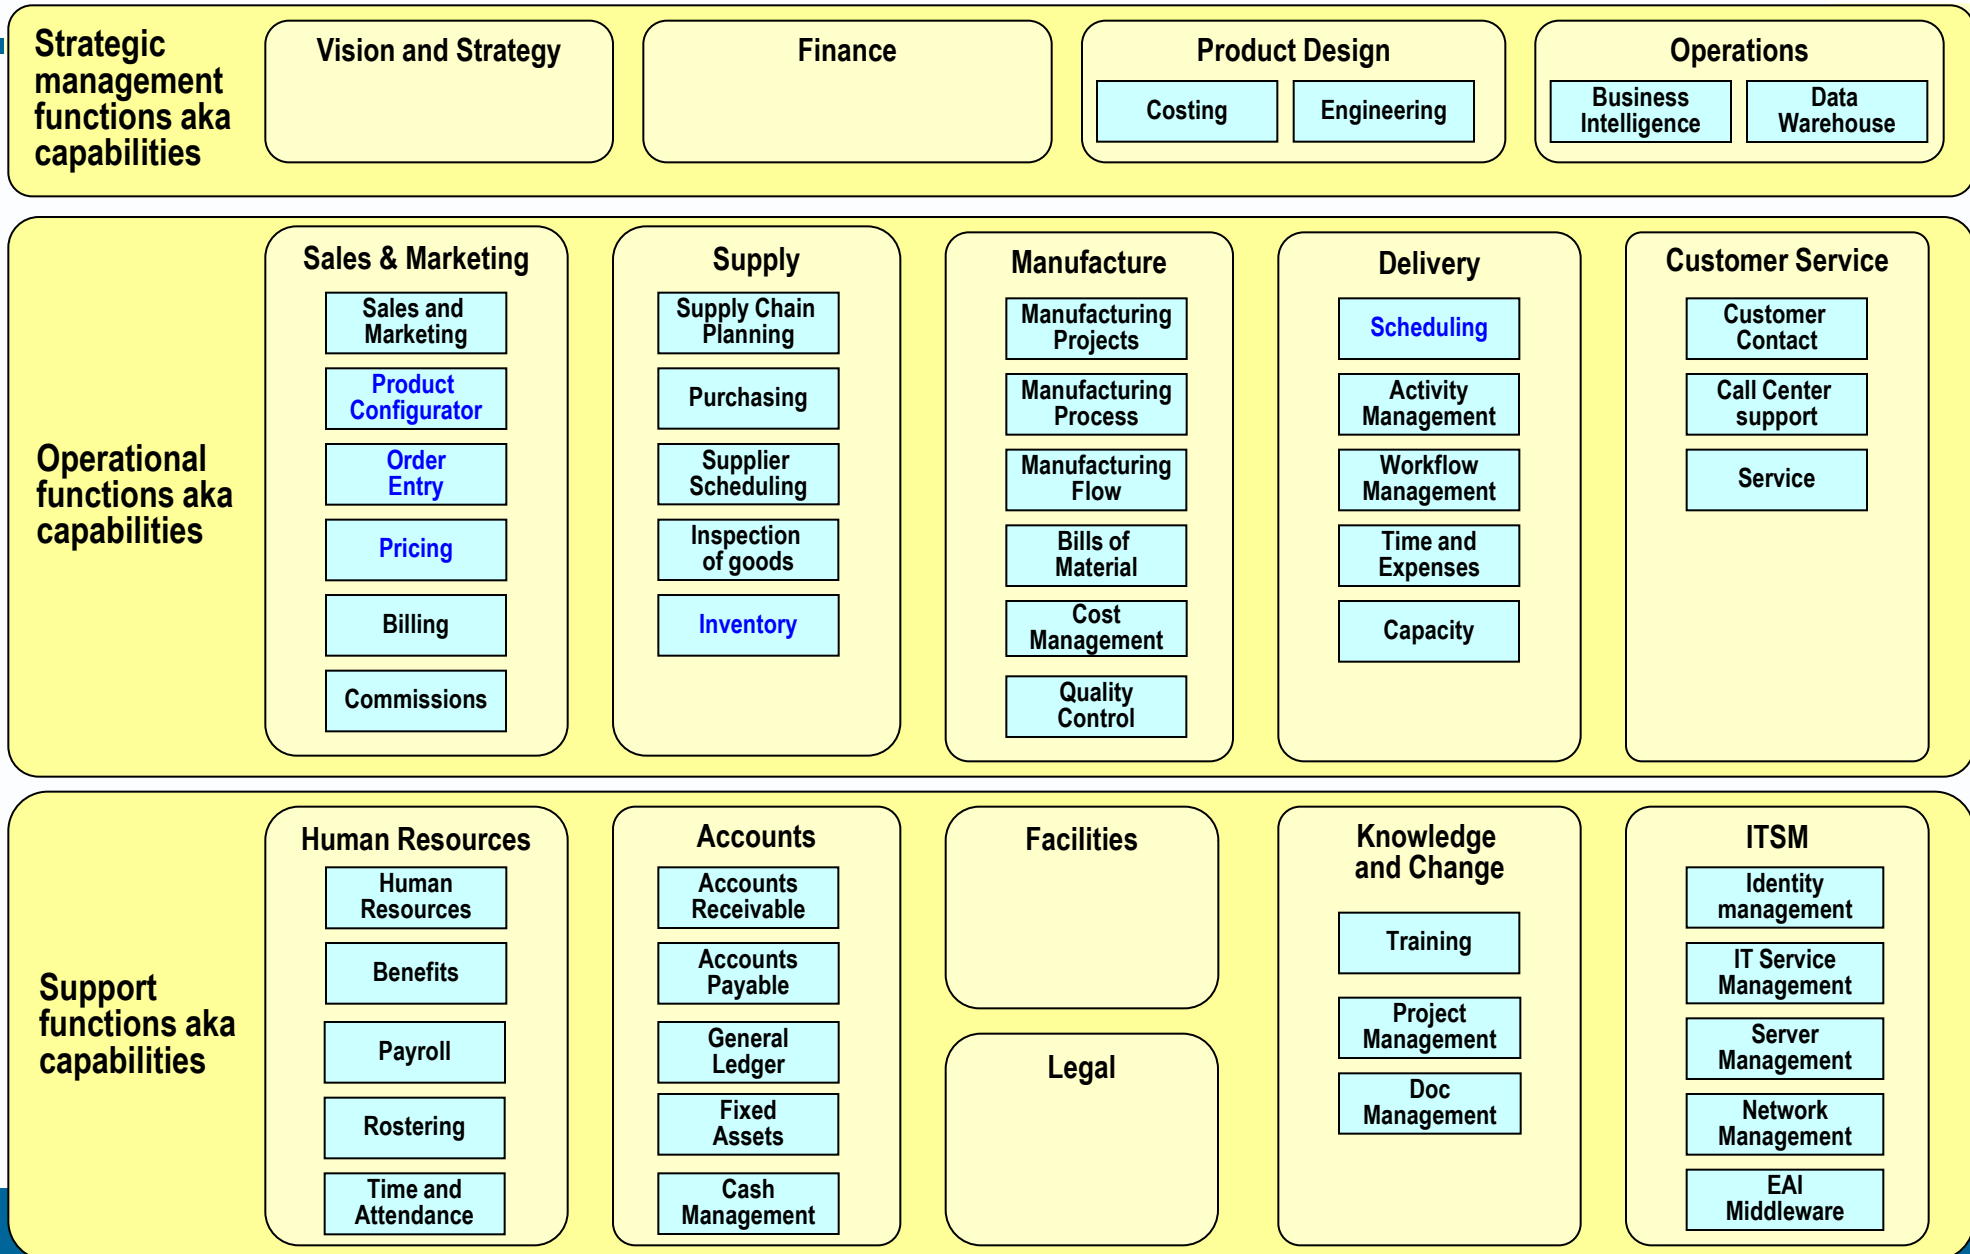 Strategic
management
functions aka
capabilities
Vision and Strategy
Finance
Product Design
Costing
Engineering
Operations
Business
Intelligence
Data
Warehouse
Operational
functions aka
capabilities
Sales & Marketing
Sales and
Marketing
Product
Configurator
Order
Entry
Pricing
Billing
Commissions
Supply
Supply Chain
Planning
Purchasing
Supplier
Scheduling
Inspection
of goods
Inventory
Manufacture
Manufacturing
Projects
Manufacturing
Process
Manufacturing
Flow
Bills of
Material
Cost
Management
Quality
Control
Delivery
Scheduling
Activity
Management
Workflow
Management
Time and
Expenses
Capacity
Customer Service
Customer
Contact
Call Center
support
Service
Support
functions aka
capabilities
Human Resources
Human
Resources
Benefits
Payroll
Rostering
Time and
Attendance
Accounts
Accounts
Receivable
Accounts
Payable
General
Ledger
Fixed
Assets
Cash
Management
Facilities
Legal
Knowledge
and Change
Training
Project
Management
Doc
Management
ITSM
Identity
management
IT Service
Management
Server
Management
Network
Management
EAI
Middleware